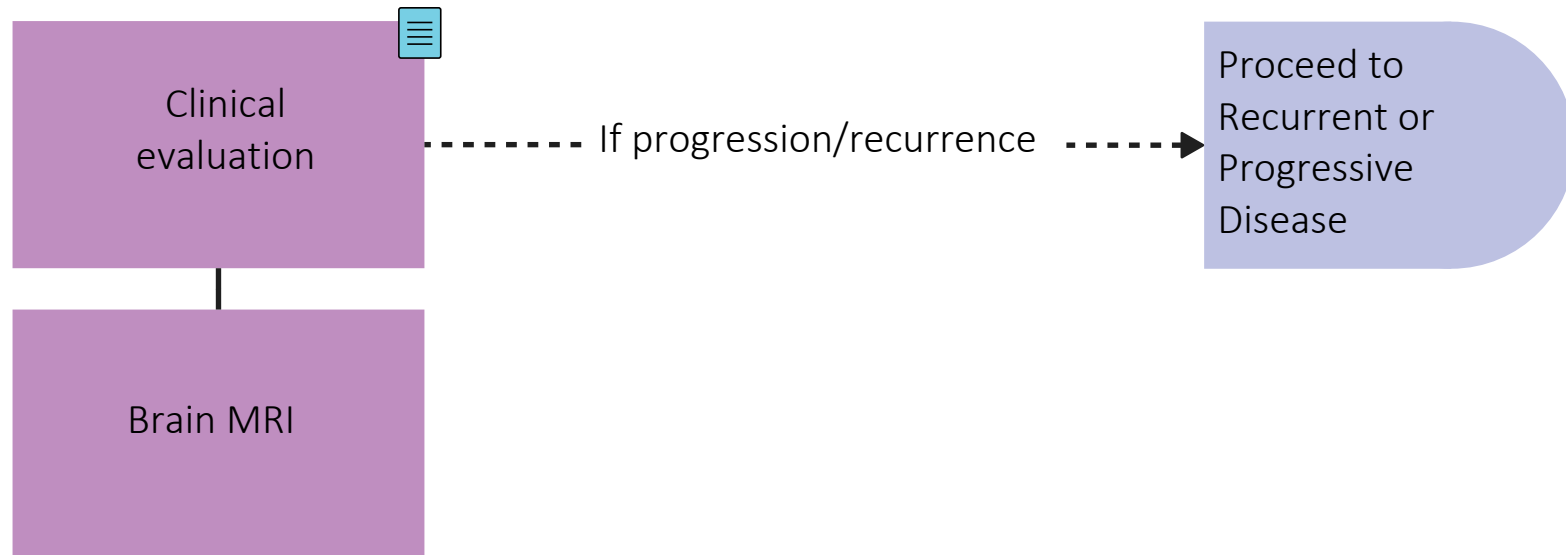 Clinical
evaluation
If progression/recurrence
Proceed to
Recurrent or
Progressive
Disease
Brain MRI